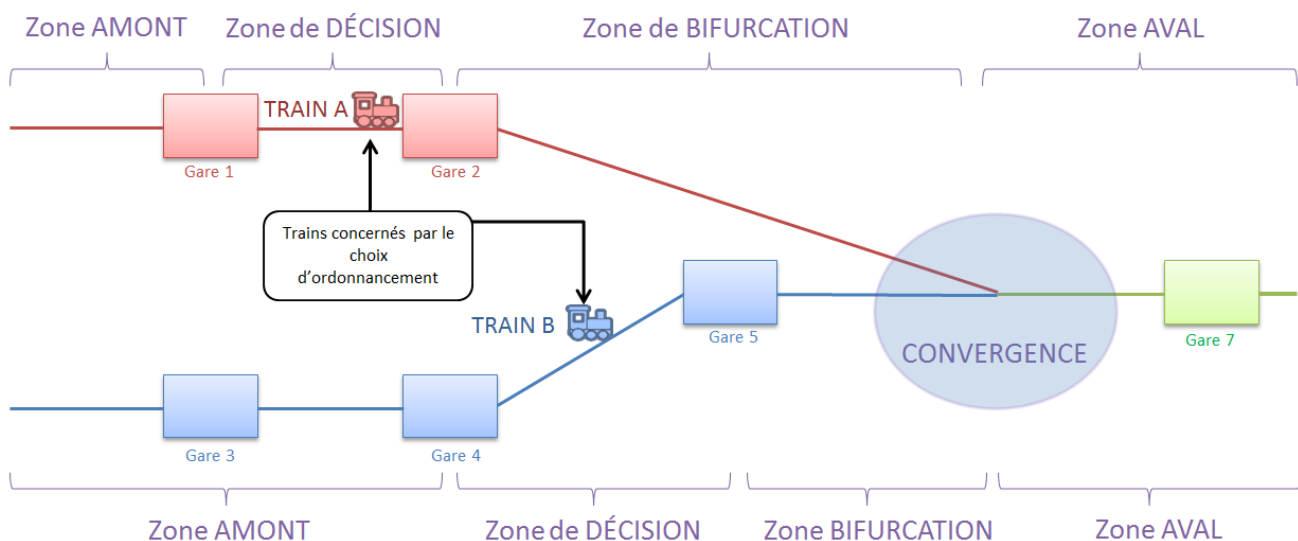 Zone AMONT
Zone de DÉCISION
Zone de BIFURCATION
Zone AVAL
TRAIN A
Gare 1
Gare 2
Trains concernés par le
choix
d'ordonnancement
TRAIN B
Gare 5
CONVERGENCE
Gare 7
Gare 3
Gare 4
Zone AMONT
Zone de DÉCISION
Zone BIFURCATION
Zone AVAL